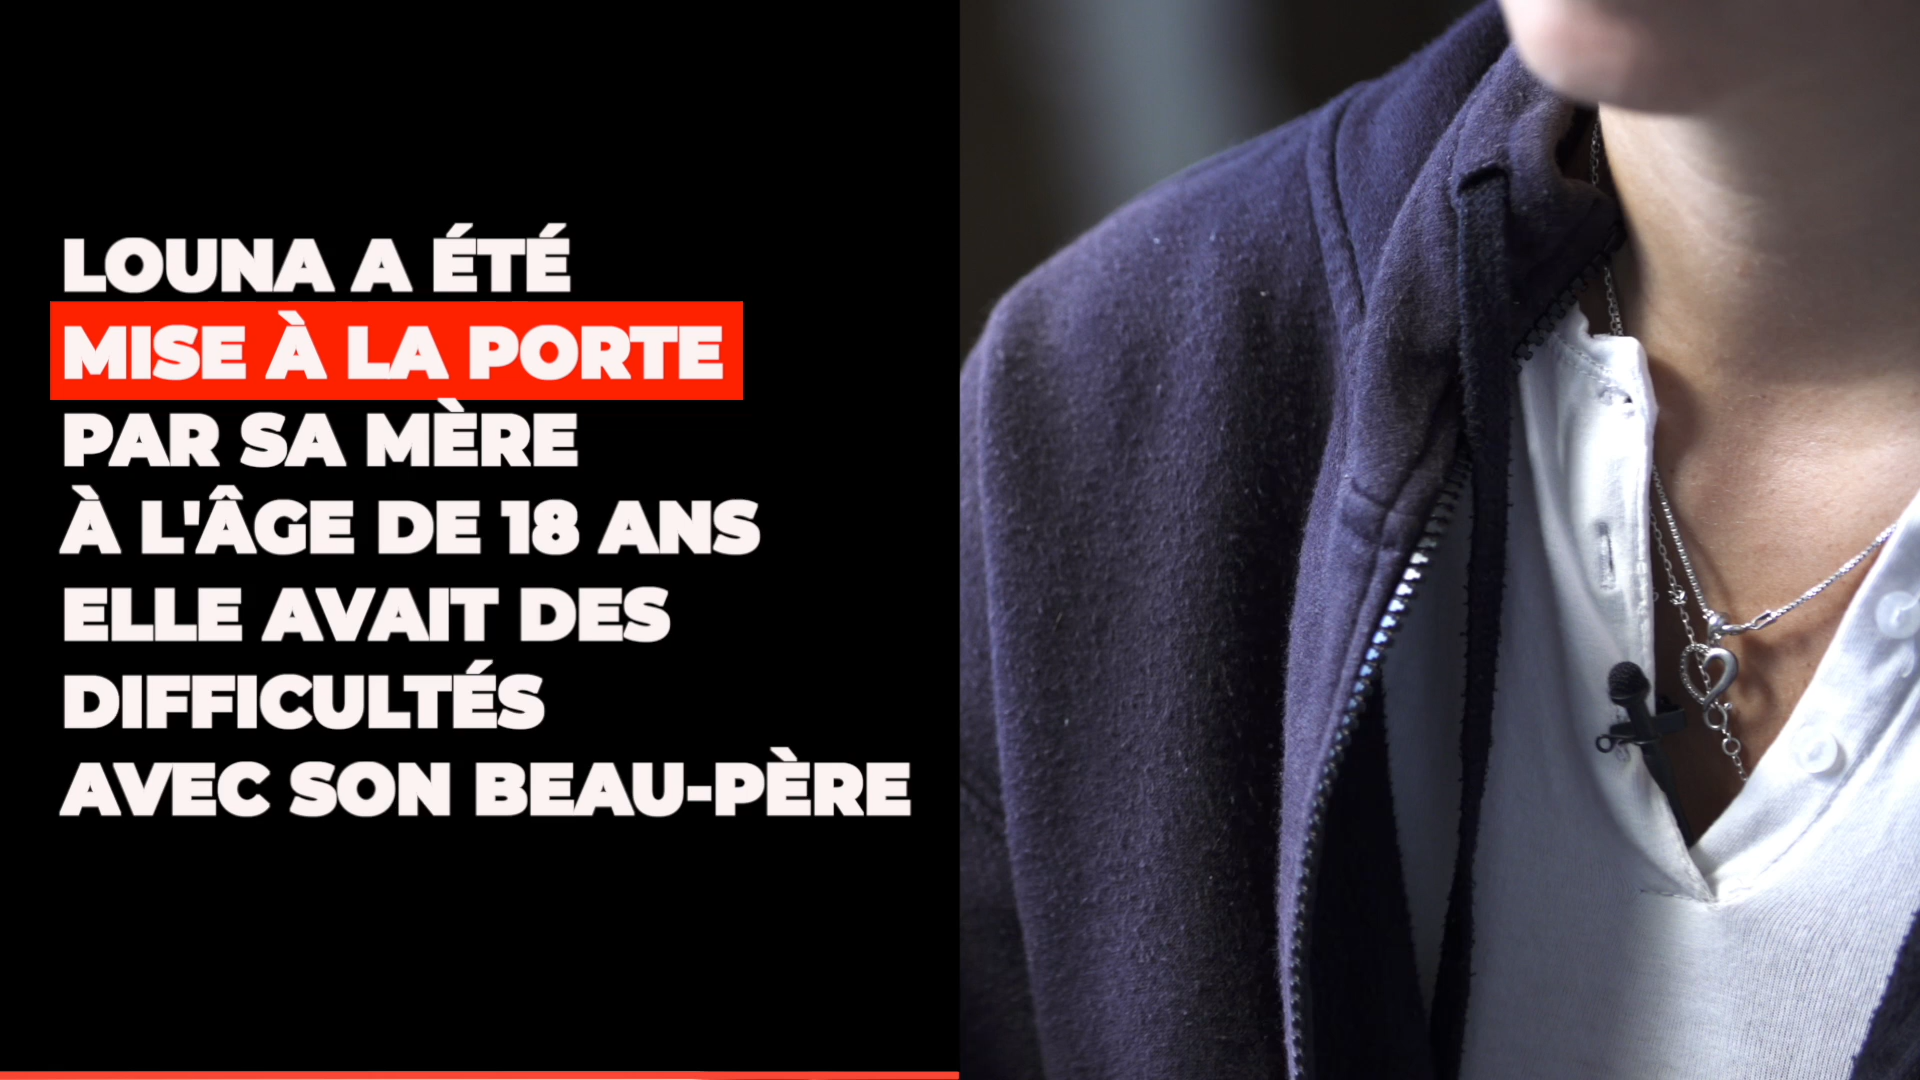 LOUNA A ÉTÉ
MISE À LA PORTE
PAR SA MÈRE
À L'ÂGE DE 18 ANS
ELLE AVAIT DES
DIFFICULTÉS
AVEC SON BEAU-PÈRE